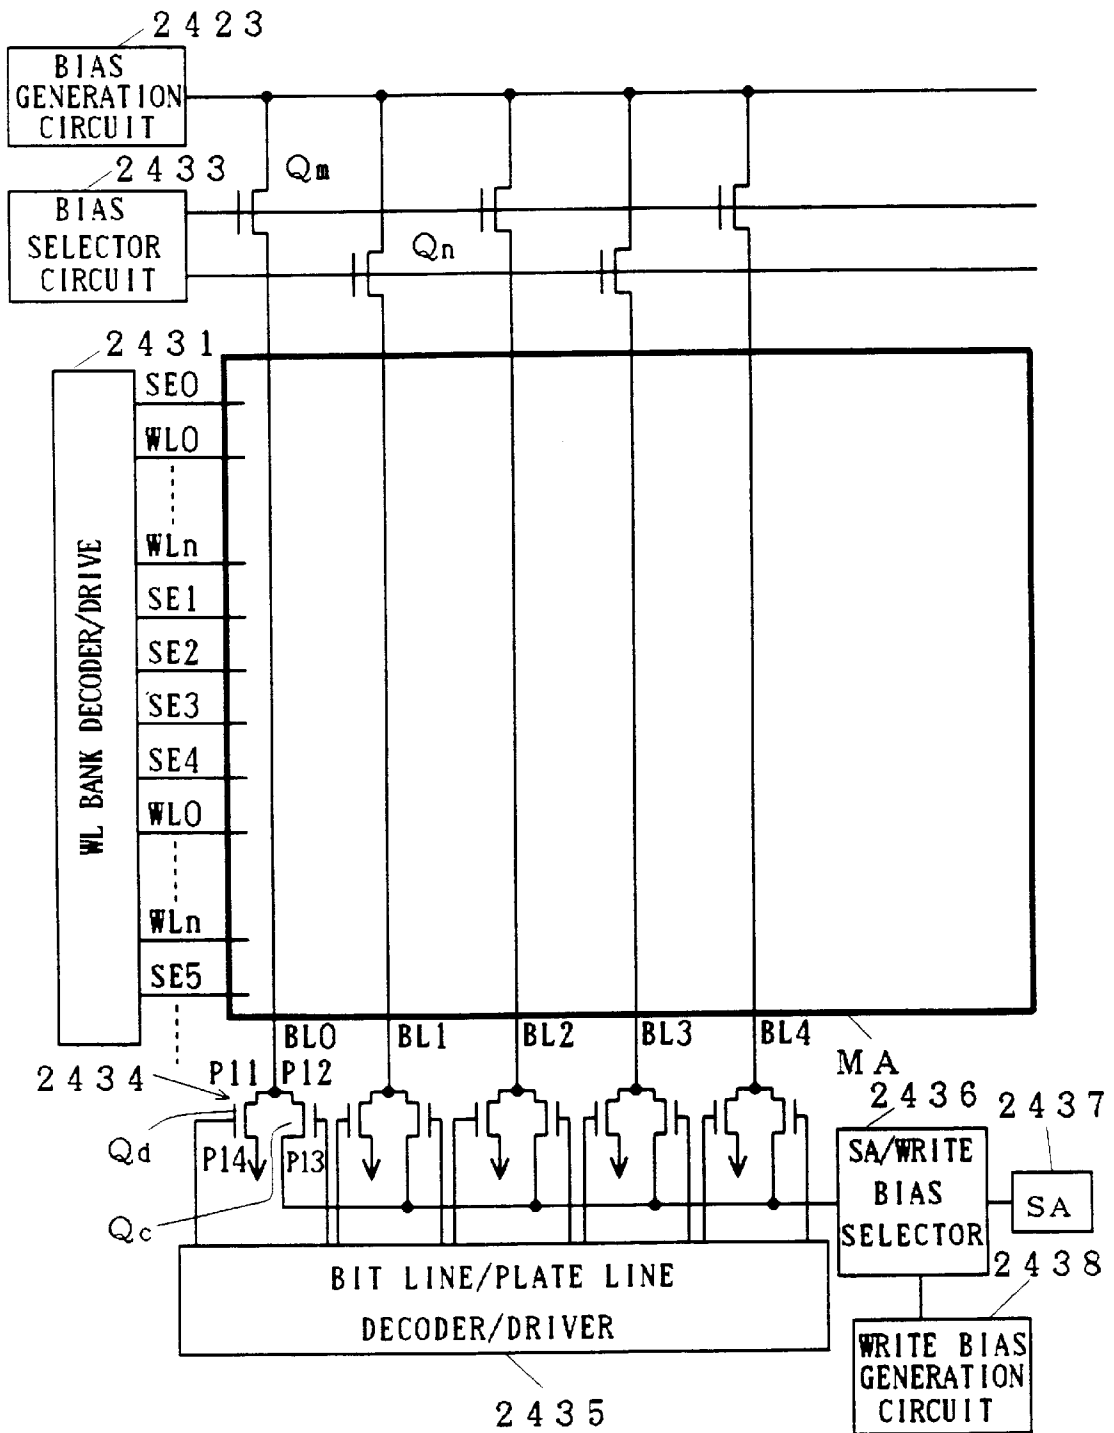 2423
BIAS
GENERATION
CIRCUIT
2433
Qm
BIAS
SELECTOR
CIRCUIT
Qn
2431
SE0
WL0
WLn
SE1
SE2
SE3
SE4
WL0
WLn
SE5
WL BANK DECODER/DRIVE
BL0
BL1
BL2
BL3
BL4
MA
2434
P11
P12
2436
2437
Qd
P14
P13
SA/WRITE
BIAS
SELECTOR
SA
Qc
2438
BIT LINE/PLATE LINE
DECODER/DRIVER
WRITE BIAS
GENERATION
CIRCUIT
2435